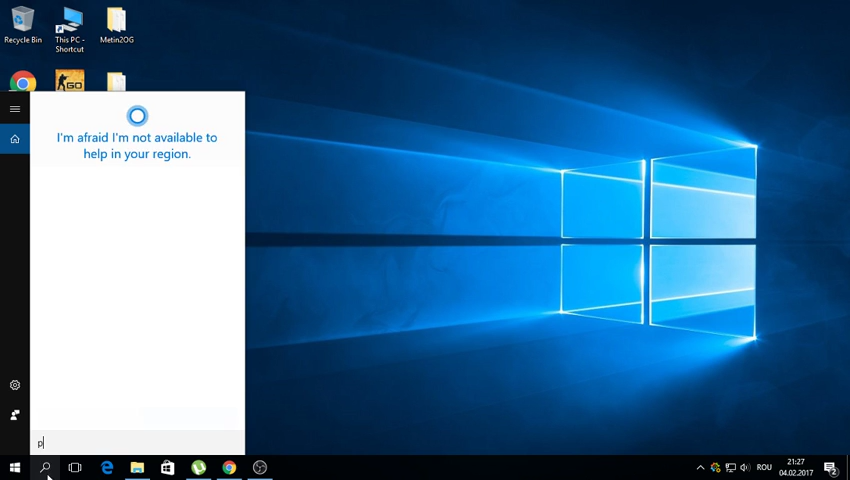 Recycle Bin
This PC -
Shortcut
Metin2OG
GO
I'm afraid I'm not available to
help in your region.
p
ROU
21:27
04.02.2017
2